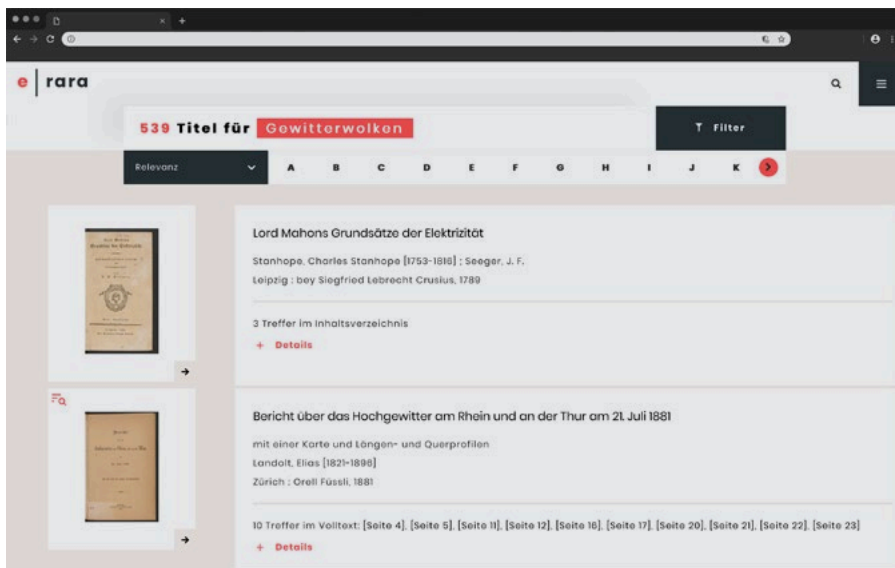 e rara
539 Titel für Gewitterwolken
Filter
Relevanz A B C D E F G H I J K
Lord Mahons Grundsätze der Elektrizität
Stanhope, Charles Stanhope [1753-1816] ; Seeger, J. F.
Leipzig : bey Siegfried Lebrecht Crusius, 1789
3 Treffer im Inhaltsverzeichnis
+ Details
Bericht über das Hochgewitter am Rhein und an der Thur am 21. Juli 1881
mit einer Karte und Längen- und Querprofilen
Landolt, Elias [1821-1896]
Zürich : Orell Füssli, 1881
10 Treffer im Volltext: [Seite 4], [Seite 5], [Seite 11], [Seite 12], [Seite 16], [Seite 17], [Seite 20], [Seite 21], [Seite 22], [Seite 23]
+ Details